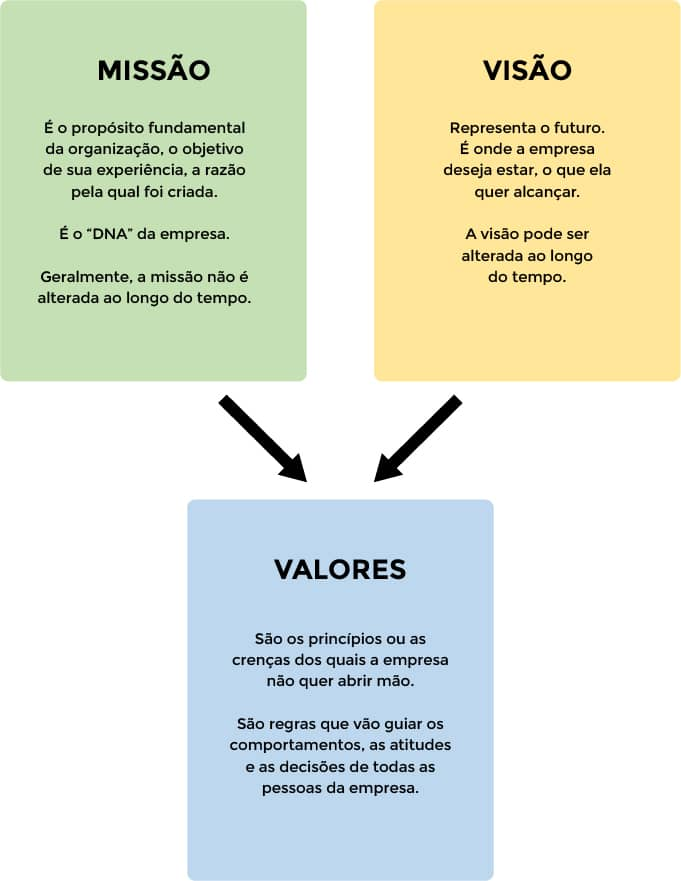 MISSÃO
É o propósito fundamental
da organização, o objetivo
de sua experiência, a razão
pela qual foi criada.
É o “DNA” da empresa.
Geralmente, a missão não é
alterada ao longo do tempo.
VISÃO
Representa o futuro.
É onde a empresa
deseja estar, o que ela
quer alcançar.
A visão pode ser
alterada ao longo
do tempo.
VALORES
São os princípios ou as
crenças dos quais a empresa
não quer abrir mão.
São regras que vão guiar os
comportamentos, as atitudes
e as decisões de todas as
pessoas da empresa.